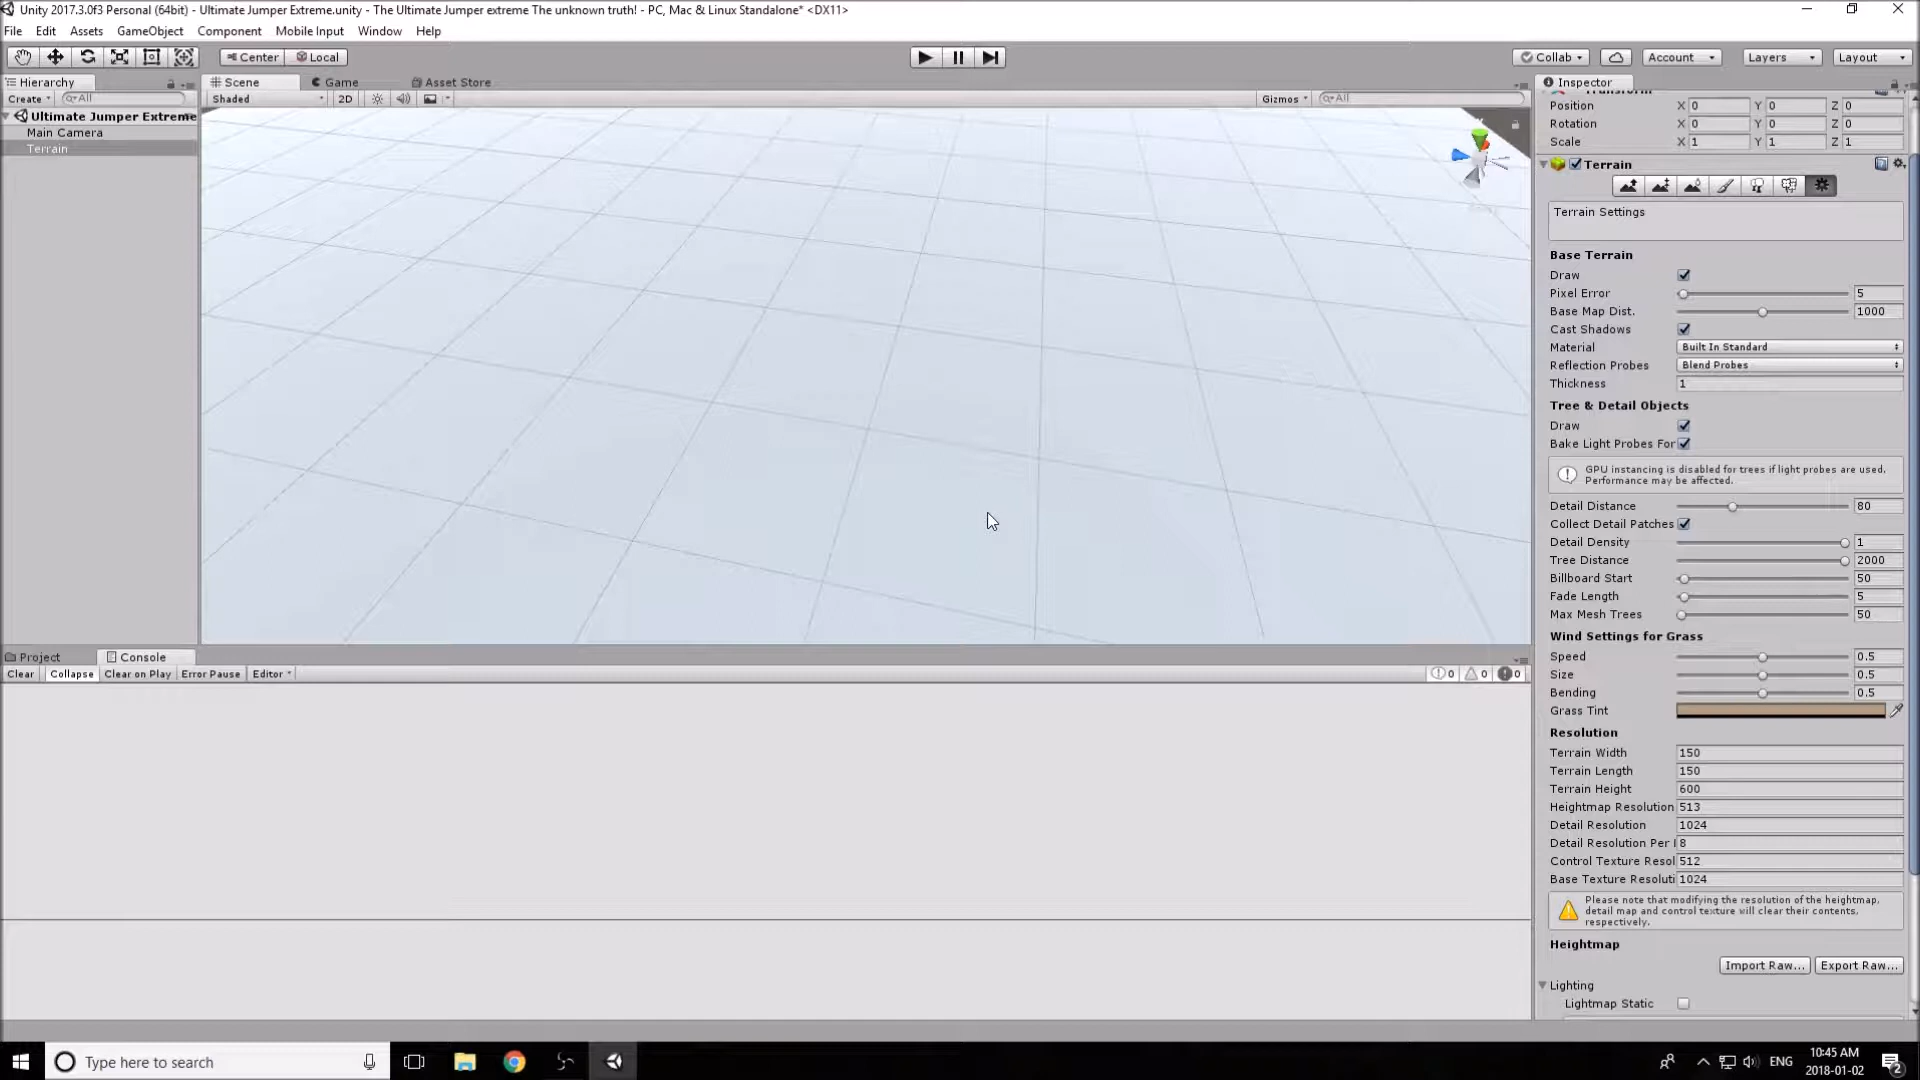 Unity 2017.3.0f3 Personal (64bit) - Ultimate Jumper Extreme.unity - The Ultimate Jumper extreme The unknown truth! - PC, Mac & Linux Standalone* <DX11>
File Edit Assets GameObject Component Mobile Input Window Help
Center Local Collab Account Layers Layout
Hierarchy Scene Game Asset Store Inspector
Create All Shaded 2D Gizmos All
Ultimate Jumper Extreme
Main Camera
Terrain
Transform
Position X 0 Y 0 Z 0
Rotation X 0 Y 0 Z 0
Scale X 1 Y 1 Z 1
Terrain
Terrain Settings
Base Terrain
Draw
Pixel Error 5
Base Map Dist. 1000
Cast Shadows
Material Built In Standard
Reflection Probes Blend Probes
Thickness 1
Tree & Detail Objects
Draw
Bake Light Probes For
GPU instancing is disabled for trees if light probes are used.
Performance may be affected.
Detail Distance 80
Collect Detail Patches
Detail Density 1
Tree Distance 2000
Billboard Start 50
Fade Length 5
Max Mesh Trees 50
Wind Settings for Grass
Speed 0.5
Size 0.5
Bending 0.5
Grass Tint
Resolution
Terrain Width 150
Terrain Length 150
Terrain Height 600
Heightmap Resolution 513
Detail Resolution 1024
Detail Resolution Per 8
Control Texture Resol 512
Base Texture Resoluti 1024
Please note that modifying the resolution of the heightmap,
detail map and control texture will clear their contents,
respectively.
Heightmap
Import Raw... Export Raw...
Lighting
Lightmap Static
Project Console
Clear Collapse Clear on Play Error Pause Editor 0 0 0
Type here to search
ENG
10:45 AM
2018-01-02
2